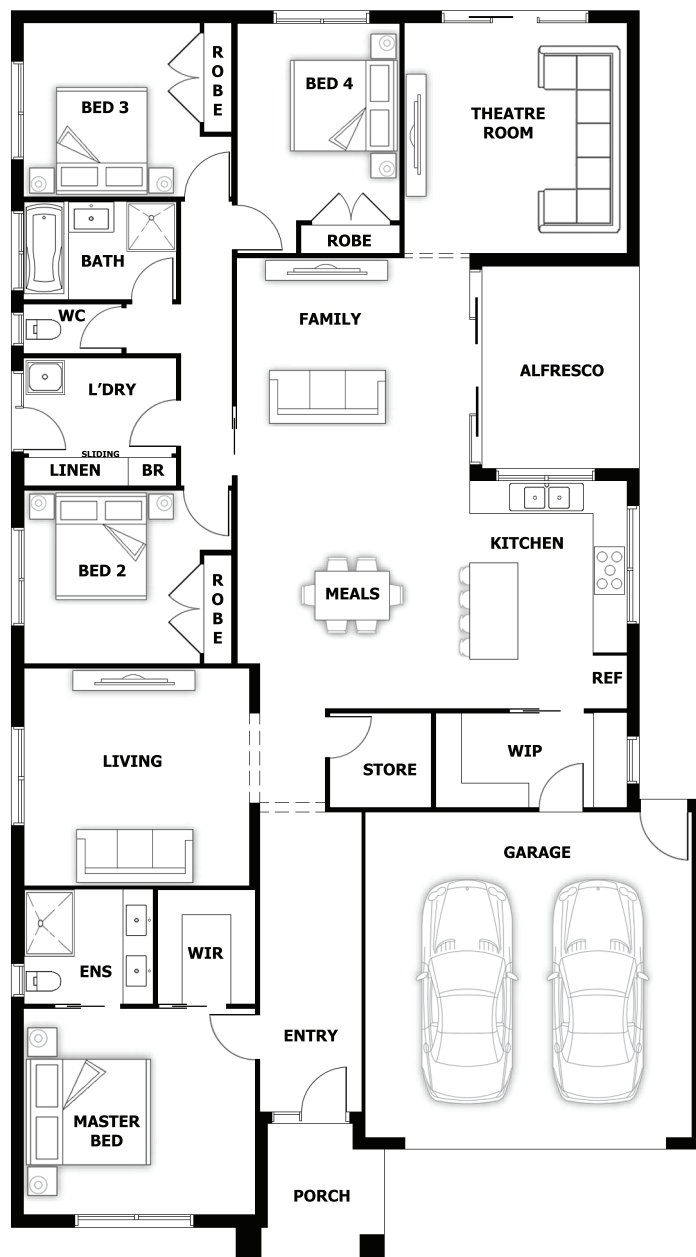 BED 3
ROBE
BED 4
THEATRE
ROOM
ROBE
BATH
WC
FAMILY
ALFRESCO
L'DRY
SLIDING
LINEN
BR
KITCHEN
BED 2
ROBE
MEALS
REF
LIVING
STORE
WIP
GARAGE
ENS
WIR
ENTRY
MASTER
BED
PORCH